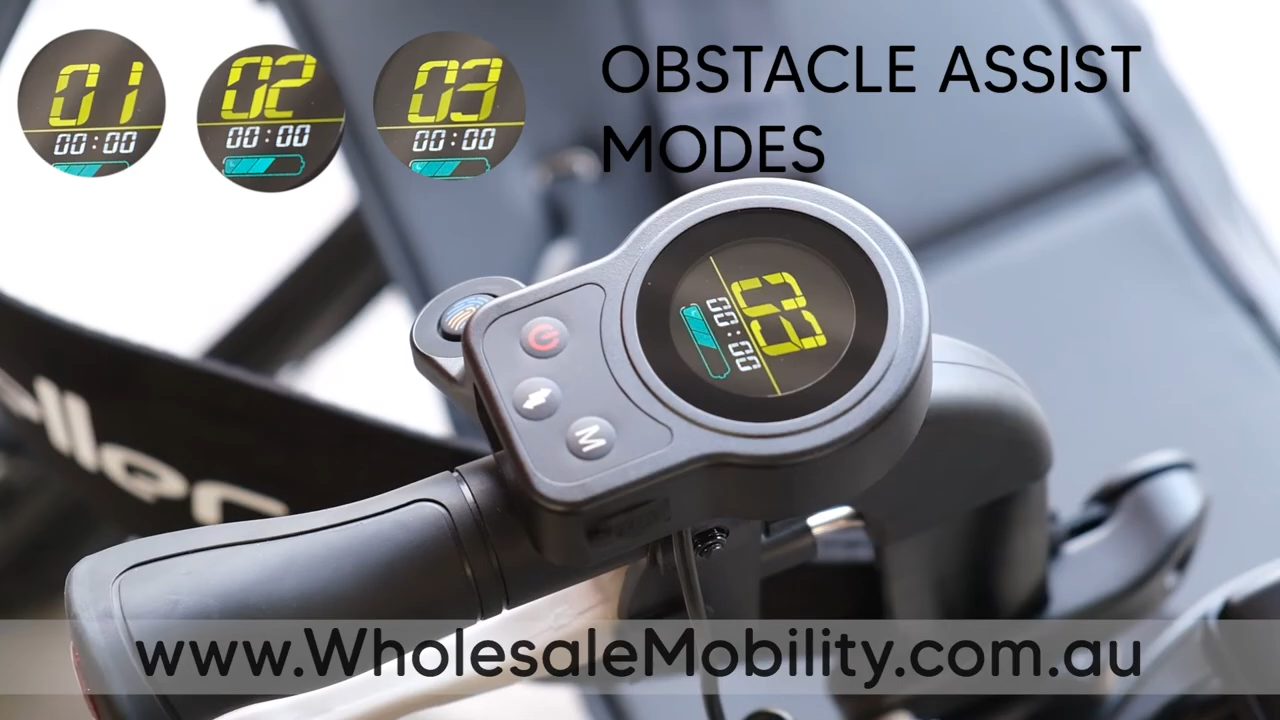 01
00:00
02
00:00
03
00:00
OBSTACLE ASSIST
MODES
03
00:00
M
ller
www.WholesaleMobility.com.au